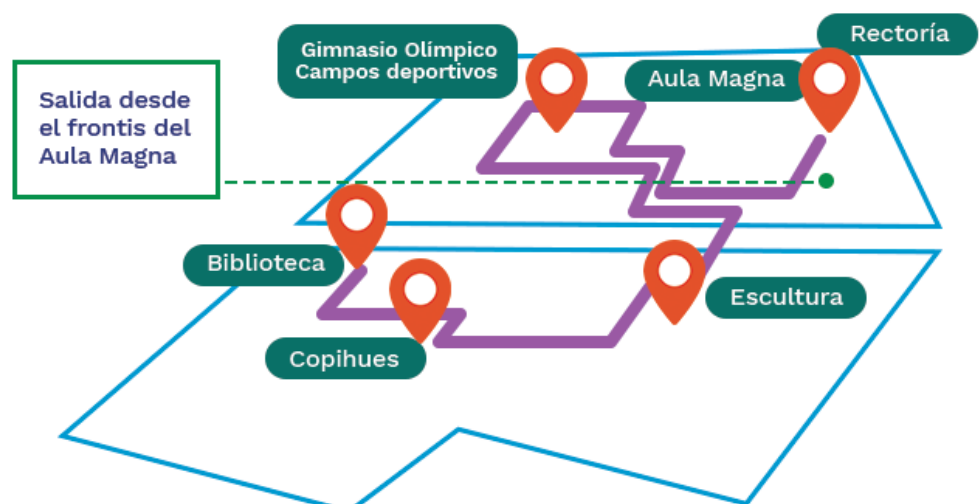 Rectoría
Gimnasio Olímpico
Campos deportivos
Aula Magna
Salida desde
el frontis del
Aula Magna
Biblioteca
Escultura
Copihues